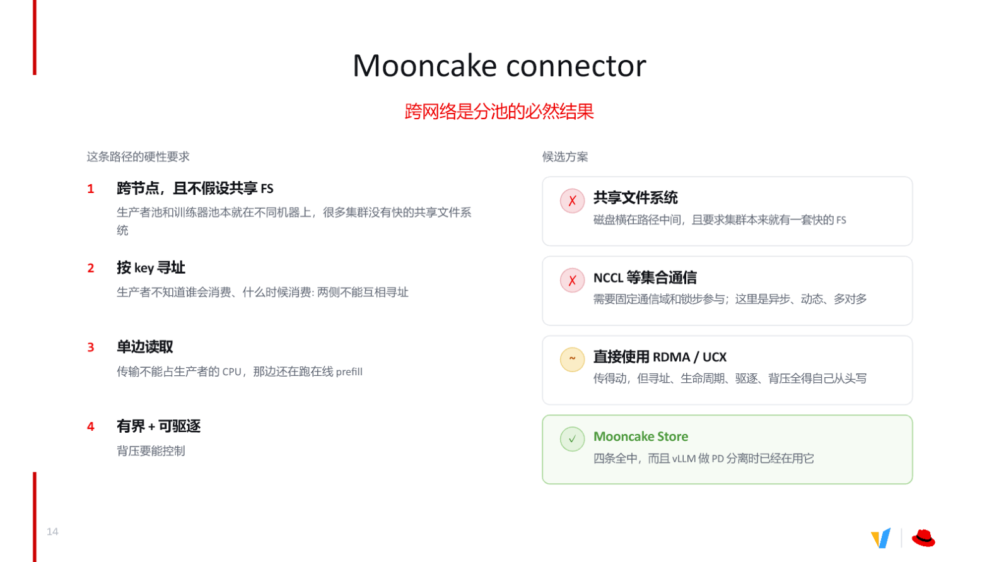 Mooncake connector
跨网络是分池的必然结果
这条路径的硬性要求
1 跨节点，且不假设共享 FS
生产者池和训练器池本就在不同机器上，很多集群没有快的共享文件系
统
2 按 key 寻址
生产者不知道谁会消费、什么时候消费: 两侧不能互相寻址
3 单边读取
传输不能占生产者的 CPU，那边还在跑在线 prefill
4 有界 + 可驱逐
背压要能控制
候选方案
✗ 共享文件系统
磁盘横在路径中间，且要求集群本来就有一套快的 FS
✗ NCCL 等集合通信
需要固定通信域和锁步参与；这里是异步、动态、多对多
~ 直接使用 RDMA / UCX
传得动，但寻址、生命周期、驱逐、背压全得自己从头写
✓ Mooncake Store
四条全中，而且 vLLM 做 PD 分离时已经在用它
14